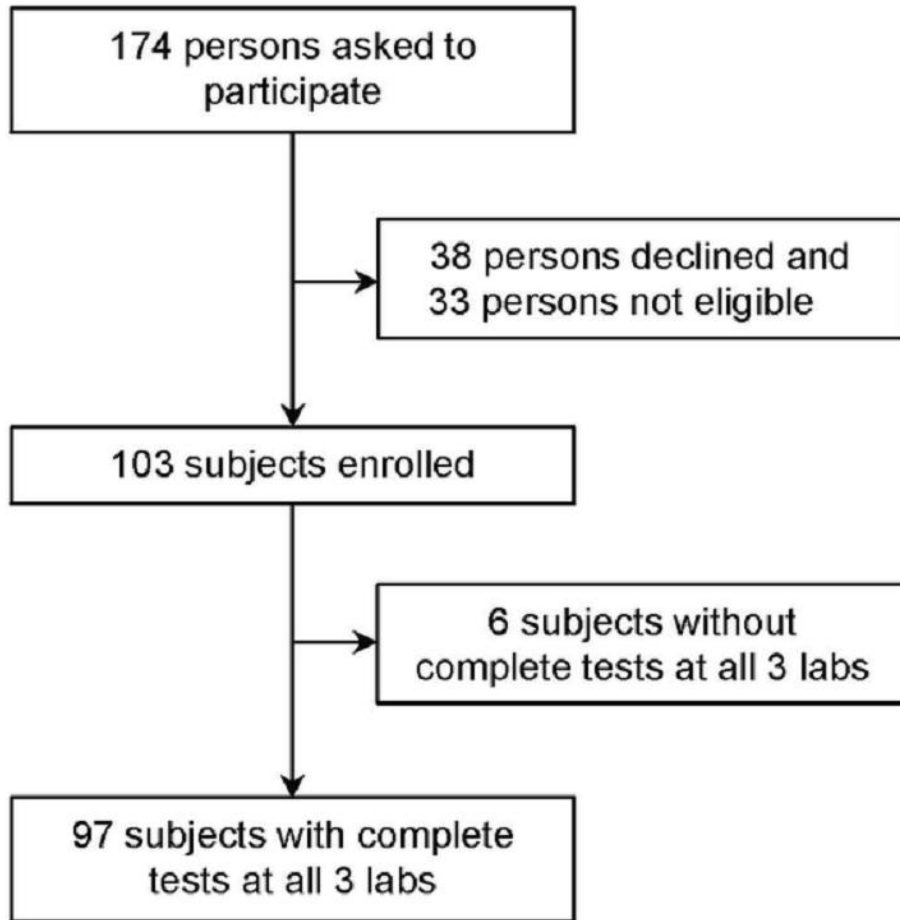 174 persons asked to
participate
38 persons declined and
33 persons not eligible
103 subjects enrolled
6 subjects without
complete tests at all 3 labs
97 subjects with complete
tests at all 3 labs